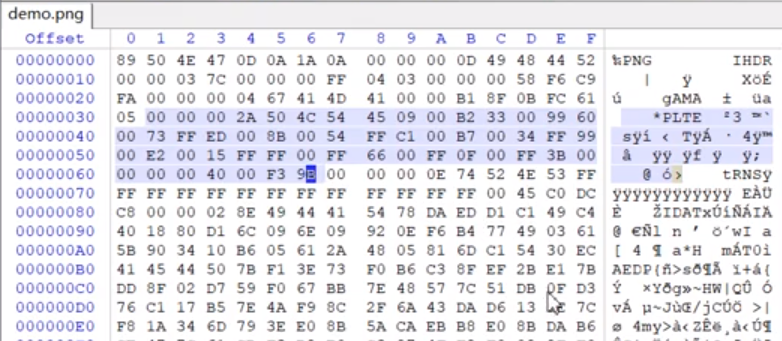 demo.png
Offset 0 1 2 3 4 5 6 7 8 9 A B C D E F
00000000 89 50 4E 47 0D 0A 1A 0A 00 00 00 0D 49 48 44 52 ‰PNG IHDR
00000010 00 00 03 7C 00 00 00 FF 04 03 00 00 00 58 F6 C9 | ÿ XöÉ
00000020 FA 00 00 00 04 67 41 4D 41 00 00 B1 8F 0B FC 61 ú gAMA ± üa
00000030 05 00 00 00 2A 50 4C 54 45 09 00 B2 33 00 99 60 *PLTE ²3 ™`
00000040 00 73 FF ED 00 8B 00 54 FF C1 00 B7 00 34 FF 99 sÿí ‹ TÿÁ · 4ÿ™
00000050 00 E2 00 15 FF FF 00 FF 66 00 FF 0F 00 FF 3B 00 â ÿÿ ÿf ÿ ÿ;
00000060 00 00 00 40 00 F3 9B 00 00 00 0E 74 52 4E 53 FF @ ó› tRNSÿ
00000070 FF FF FF FF FF FF FF FF FF FF FF FF 00 45 C0 DC ÿÿÿÿÿÿÿÿÿÿÿÿ EÀÜ
00000080 C8 00 00 02 8E 49 44 41 54 78 DA ED D1 C1 49 C4 È ŽIDATxÚíÑÁIÄ
00000090 40 18 80 D1 6C 09 6E 09 92 0E F6 B4 77 49 03 61 @ €Ñl n ’ ö´wI a
000000A0 5B 90 34 10 B6 05 61 2A 48 05 81 6D C1 54 30 EC [ 4 ¶ a*H mÁT0ì
000000B0 41 45 44 50 7B F1 3E 73 F0 B6 C3 8F EF 2B E1 7B AEDP{ñ>sð¶Ã ï+á{
000000C0 DD 8F 02 D7 59 F0 67 BB 7E 48 57 7C 51 DB 0F D3 Ý ×Yðg»~HW|QÛ Ó
000000D0 76 C1 17 B5 7E 4A F9 8C 2F 6A 43 DA D6 13 7C vÁ µ~JùŒ/jCÚÖ >|
000000E0 F8 1A 34 6D 79 3E E0 8B 5A CA EB B8 E0 8B DA B6 ø 4my>à‹ZÊë¸à‹Ú¶